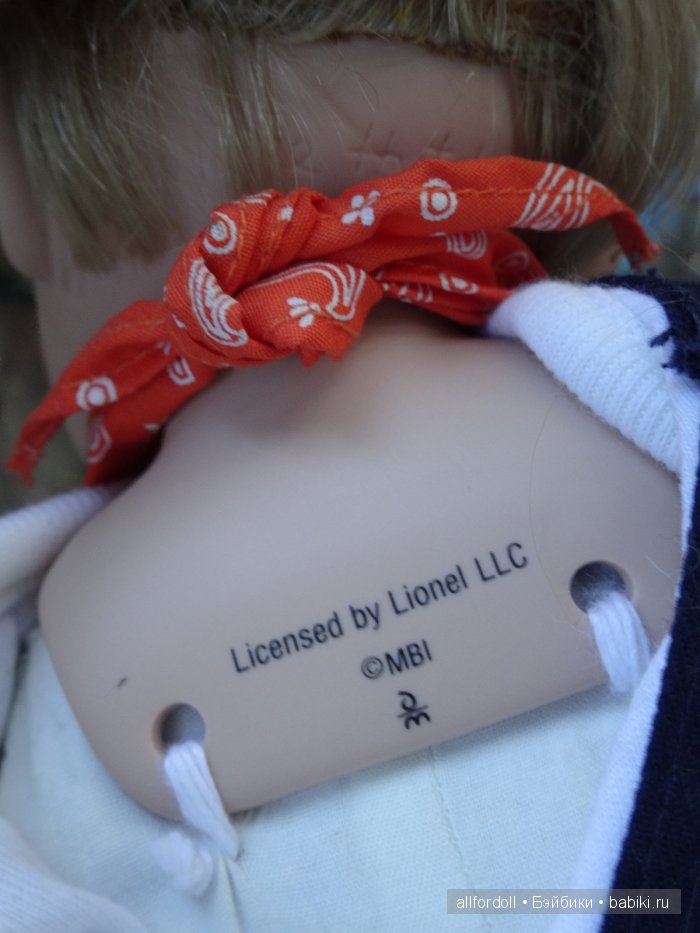 Licensed by Lionel LLC
©MBI
allfordoll • Бэйбики • babiki.ru